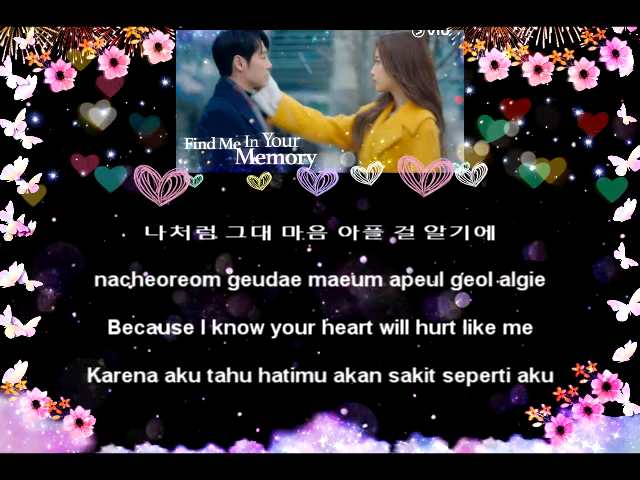 viu
Find Me In Your
Memory
나처럼 그대 마음 아플 걸 알기에
nacheoreom geudae maeum apeul geol algie
Because I know your heart will hurt like me
Karena aku tahu hatimu akan sakit seperti aku